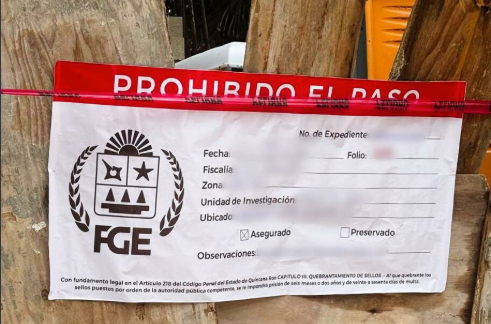 PROHIBIDO EL PASO
No. de Expediente:
Fecha:
Folio:
Fiscalía
Zona:
Unidad de Investigación:
Ubicado
☒ Asegurado ☐ Preservado
Observaciones:
FGE
Con fundamento legal en el Artículo 218 del Código Penal del Estado de Quintana Roo CAPITULO III. QUEBRANTAMIENTO DE SELLOS - Al que quebrante los
sellos puestos por orden de la autoridad pública competente, se le impondrá prisión de seis meses a dos años y de veinte a sesenta días de multa.